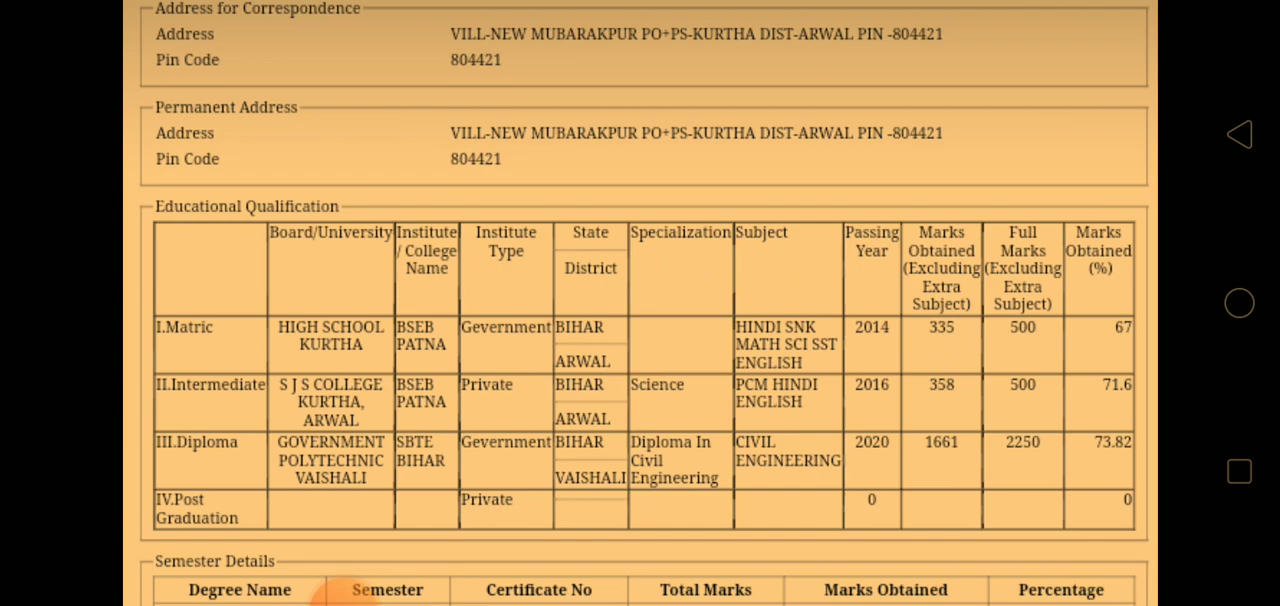 Address for Correspondence
Address VILL-NEW MUBARAKPUR PO+PS-KURTHA DIST-ARWAL PIN -804421
Pin Code 804421
Permanent Address
Address VILL-NEW MUBARAKPUR PO+PS-KURTHA DIST-ARWAL PIN -804421
Pin Code 804421
Educational Qualification
Board/University Institute Institute State Specialization Subject Passing Marks Full Marks
/ College Type Year Obtained Marks Obtained
Name District (Excluding (Excluding (%)
Extra Extra
Subject) Subject)
I.Matric HIGH SCHOOL BSEB Gevernment BIHAR HINDI SNK 2014 335 500 67
KURTHA PATNA MATH SCI SST
ARWAL ENGLISH
II.Intermediate S J S COLLEGE BSEB Private BIHAR Science PCM HINDI 2016 358 500 71.6
KURTHA, PATNA ENGLISH
ARWAL ARWAL
III.Diploma GOVERNMENT SBTE Gevernment BIHAR Diploma In CIVIL 2020 1661 2250 73.82
POLYTECHNIC BIHAR Civil ENGINEERING
VAISHALI VAISHALI Engineering
IV.Post Private 0 0
Graduation
Semester Details
Degree Name Semester Certificate No Total Marks Marks Obtained Percentage